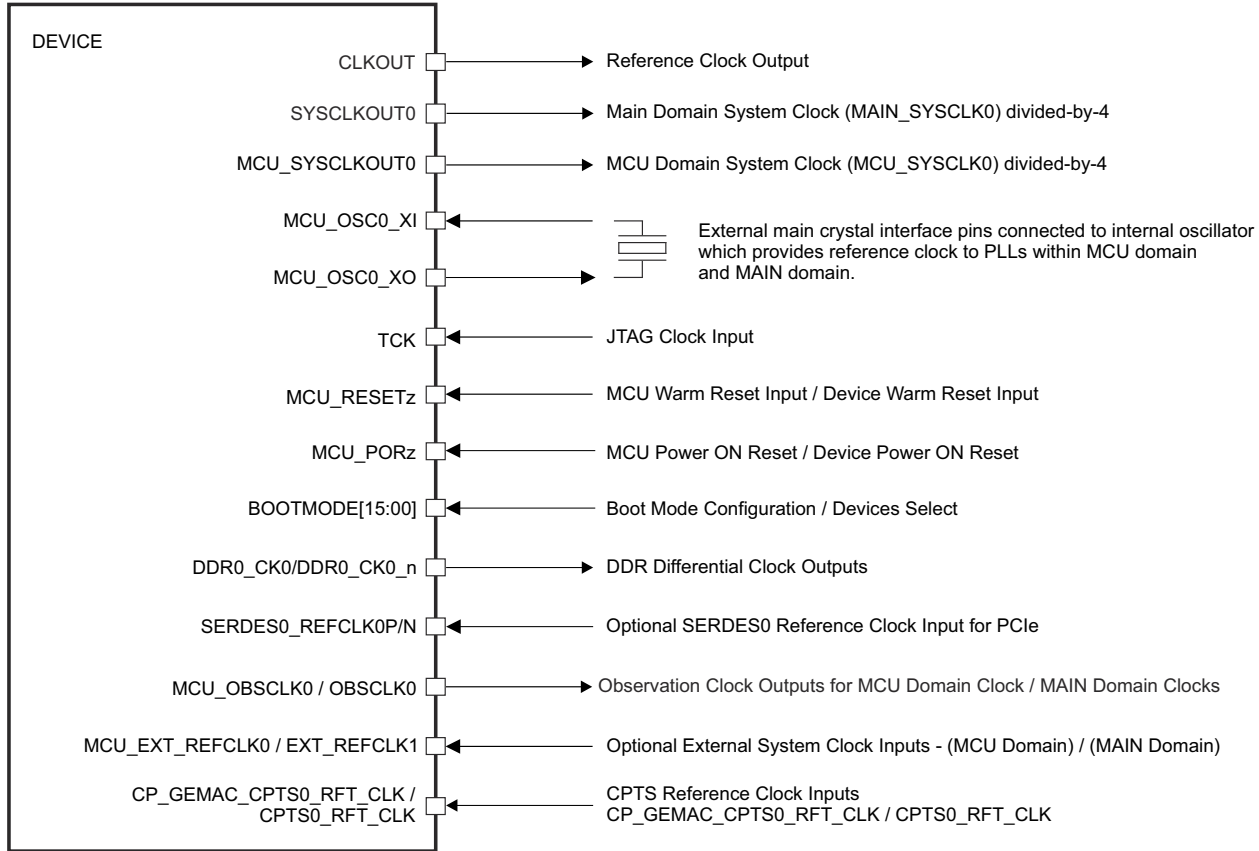 DEVICE
CLKOUT Reference Clock Output
SYSCLKOUT0 Main Domain System Clock (MAIN_SYSCLK0) divided-by-4
MCU_SYSCLKOUT0 MCU Domain System Clock (MCU_SYSCLK0) divided-by-4
MCU_OSC0_XI
MCU_OSC0_XO
External main crystal interface pins connected to internal oscillator
which provides reference clock to PLLs within MCU domain
and MAIN domain.
TCK JTAG Clock Input
MCU_RESETz MCU Warm Reset Input / Device Warm Reset Input
MCU_PORz MCU Power ON Reset / Device Power ON Reset
BOOTMODE[15:00] Boot Mode Configuration / Devices Select
DDR0_CK0/DDR0_CK0_n DDR Differential Clock Outputs
SERDES0_REFCLK0P/N Optional SERDES0 Reference Clock Input for PCIe
MCU_OBSCLK0 / OBSCLK0 Observation Clock Outputs for MCU Domain Clock / MAIN Domain Clocks
MCU_EXT_REFCLK0 / EXT_REFCLK1 Optional External System Clock Inputs - (MCU Domain) / (MAIN Domain)
CP_GEMAC_CPTS0_RFT_CLK /
CPTS0_RFT_CLK
CPTS Reference Clock Inputs
CP_GEMAC_CPTS0_RFT_CLK / CPTS0_RFT_CLK